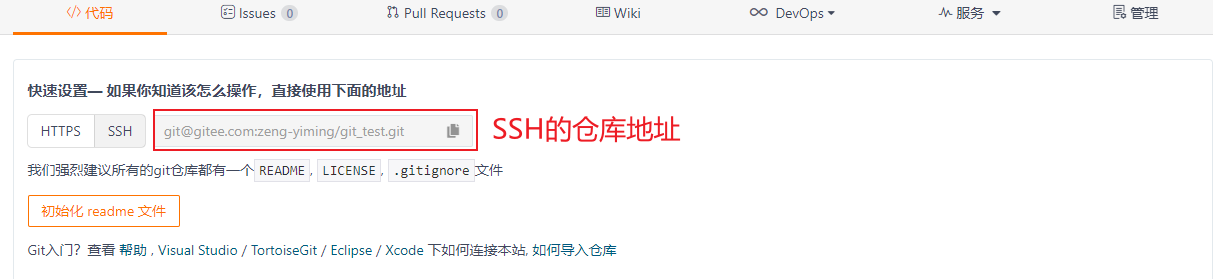 代码 Issues 0 Pull Requests 0 Wiki DevOps 服务 管理
快速设置— 如果你知道该怎么操作，直接使用下面的地址
HTTPS SSH git@gitee.com:zeng-yiming/git_test.git SSH的仓库地址
我们强烈建议所有的git仓库都有一个 README, LICENSE, .gitignore 文件
初始化 readme 文件
Git入门？查看 帮助 , Visual Studio / TortoiseGit / Eclipse / Xcode 下如何连接本站, 如何导入仓库